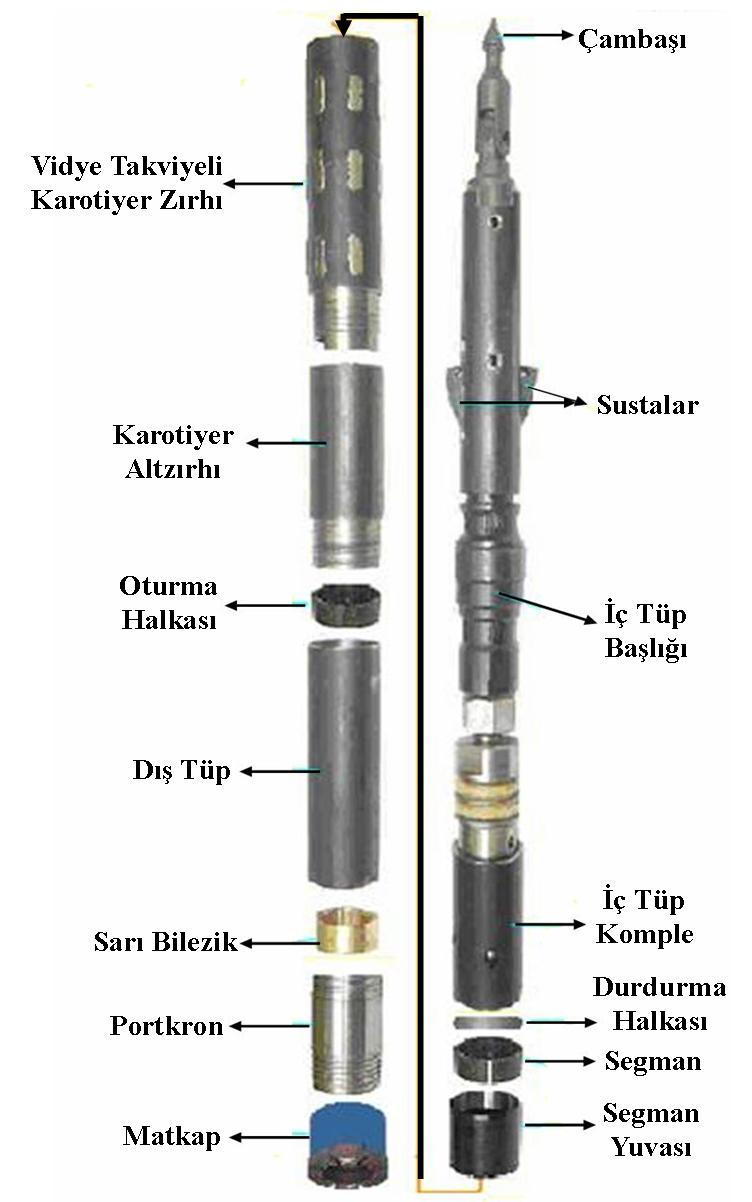 Vidye Takviyeli
Karotiyer Zırhı
Karotiyer
Altzırhı
Oturma
Halkası
Dış Tüp
Sarı Bilezik
Portkron
Matkap
Çambaşı
Sustalar
İç Tüp
Başlığı
İç Tüp
Komple
Durdurma
Halkası
Segman
Segman
Yuvası